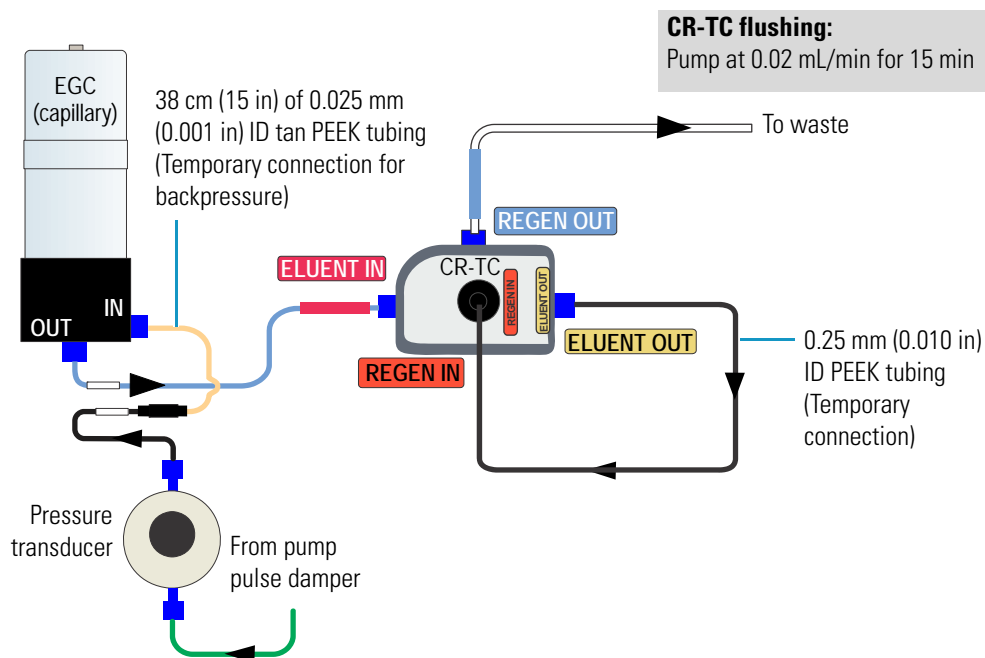 CR-TC flushing:
Pump at 0.02 mL/min for 15 min
EGC
(capillary)
38 cm (15 in) of 0.025 mm
(0.001 in) ID tan PEEK tubing
(Temporary connection for
backpressure)
To waste
REGEN OUT
ELUENT IN
CR-TC
REGEN IN
ELUENT OUT
IN
OUT
ELUENT OUT
REGEN IN
0.25 mm (0.010 in)
ID PEEK tubing
(Temporary
connection)
Pressure
transducer
From pump
pulse damper